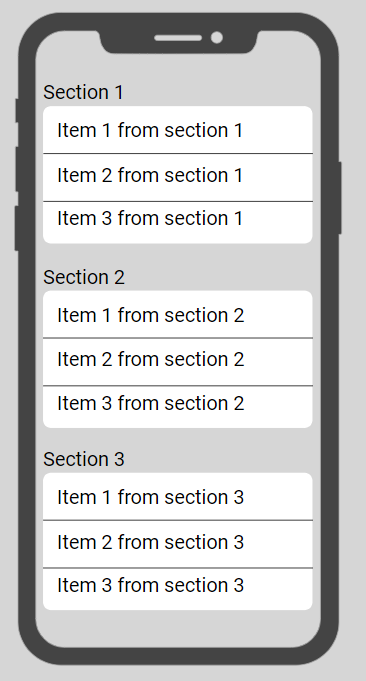 Section 1
Item 1 from section 1
Item 2 from section 1
Item 3 from section 1
Section 2
Item 1 from section 2
Item 2 from section 2
Item 3 from section 2
Section 3
Item 1 from section 3
Item 2 from section 3
Item 3 from section 3